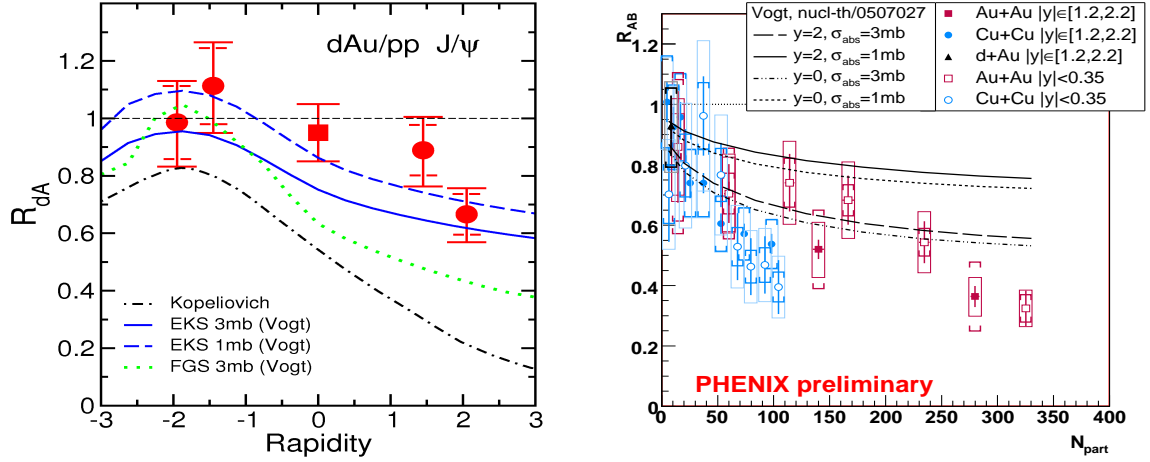 dAu/pp J/ψ
R_dA
1.2
1
0.8
0.6
0.4
0.2
0
Kopeliovich
EKS 3mb (Vogt)
EKS 1mb (Vogt)
FGS 3mb (Vogt)
-3 -2 -1 0 1 2 3
Rapidity
R_AB
Vogt, nucl-th/0507027
y=2, σ_abs=3mb
y=2, σ_abs=1mb
y=0, σ_abs=3mb
y=0, σ_abs=1mb
Au+Au |y|∈[1.2,2.2]
Cu+Cu |y|∈[1.2,2.2]
d+Au |y|∈[1.2,2.2]
Au+Au |y|<0.35
Cu+Cu |y|<0.35
1.2
1
0.8
0.6
0.4
0.2
0
PHENIX preliminary
0 50 100 150 200 250 300 350 400
N_part